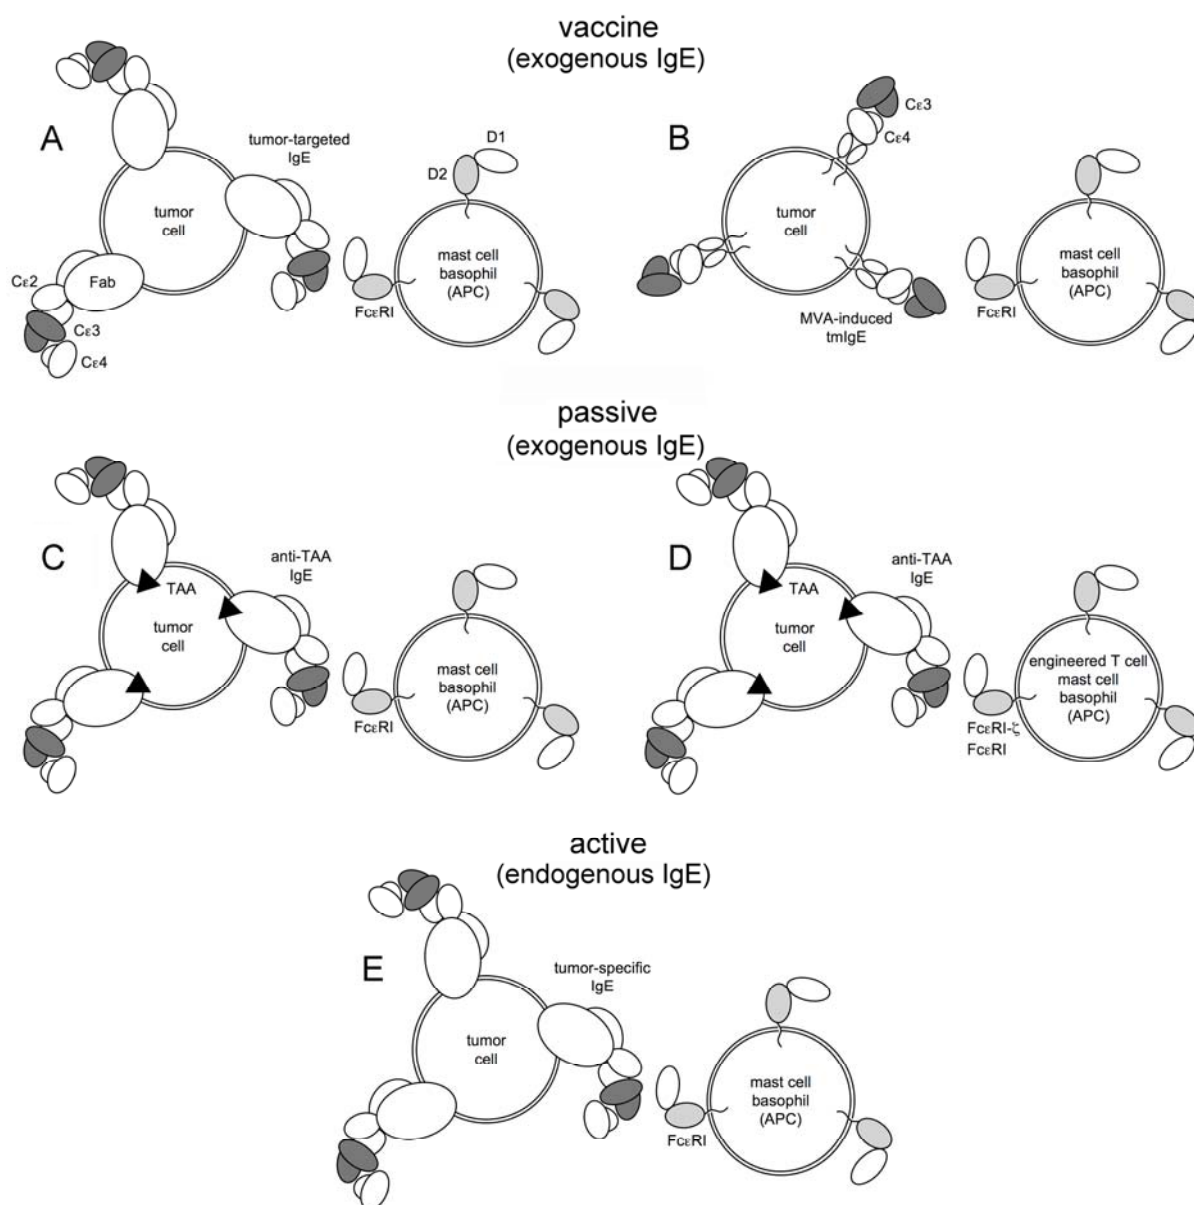 vaccine
(exogenous IgE)
A
tumor-targeted
IgE
D1
D2
tumor
cell
mast cell
basophil
(APC)
Cε2
Fab
FcεRI
Cε3
Cε4
B
Cε3
Cε4
tumor
cell
mast cell
basophil
(APC)
FcεRI
MVA-induced
tmIgE
passive
(exogenous IgE)
C
anti-TAA
IgE
TAA
tumor
cell
mast cell
basophil
(APC)
FcεRI
D
anti-TAA
IgE
TAA
tumor
cell
engineered T cell
mast cell
basophil
(APC)
FcεRI-ζ
FcεRI
active
(endogenous IgE)
E
tumor-specific
IgE
tumor
cell
mast cell
basophil
(APC)
FcεRI